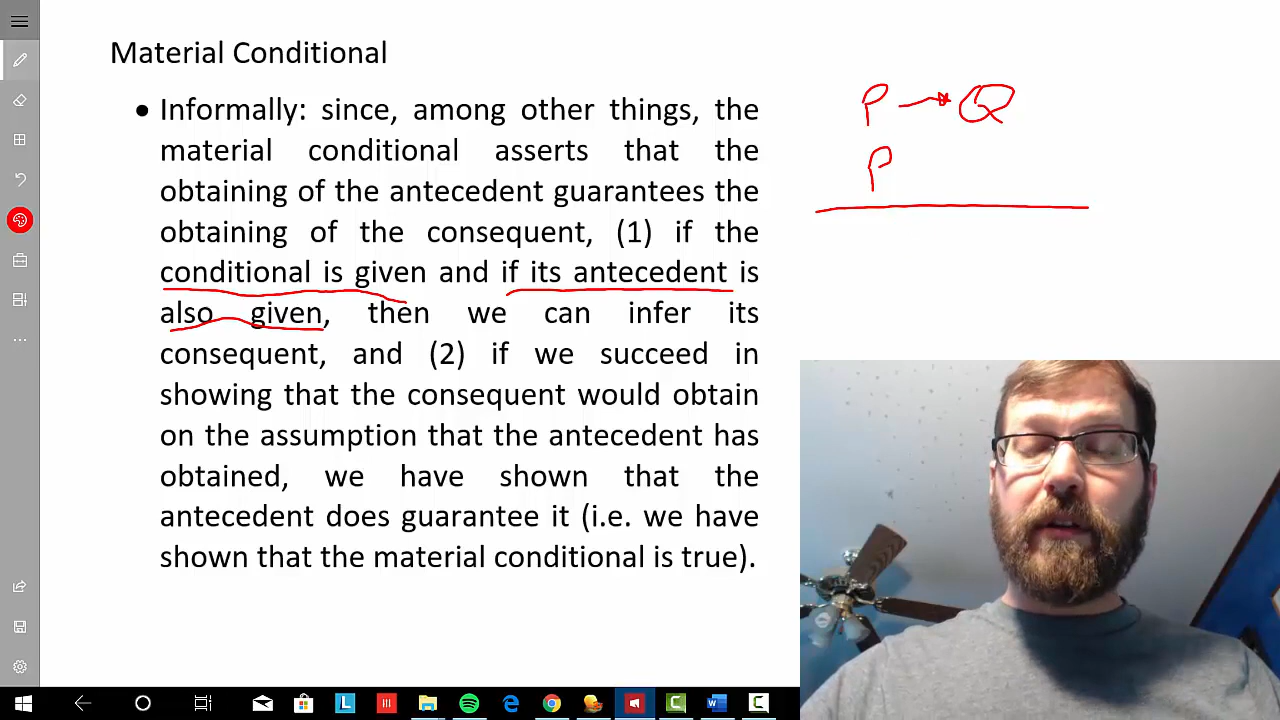 Material Conditional
• Informally: since, among other things, the
material conditional asserts that the
obtaining of the antecedent guarantees the
obtaining of the consequent, (1) if the
conditional is given and if its antecedent is
also given, then we can infer its
consequent, and (2) if we succeed in
showing that the consequent would obtain
on the assumption that the antecedent has
obtained, we have shown that the
antecedent does guarantee it (i.e. we have
shown that the material conditional is true).
P → Q
P